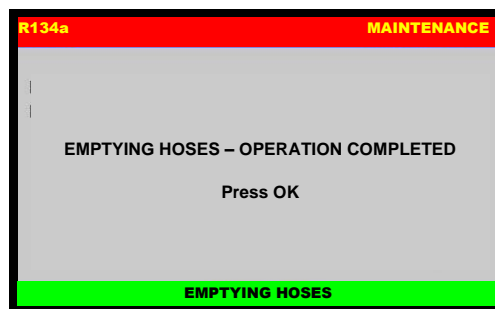 R134a MAINTENANCE
EMPTYING HOSES – OPERATION COMPLETED
Press OK
EMPTYING HOSES